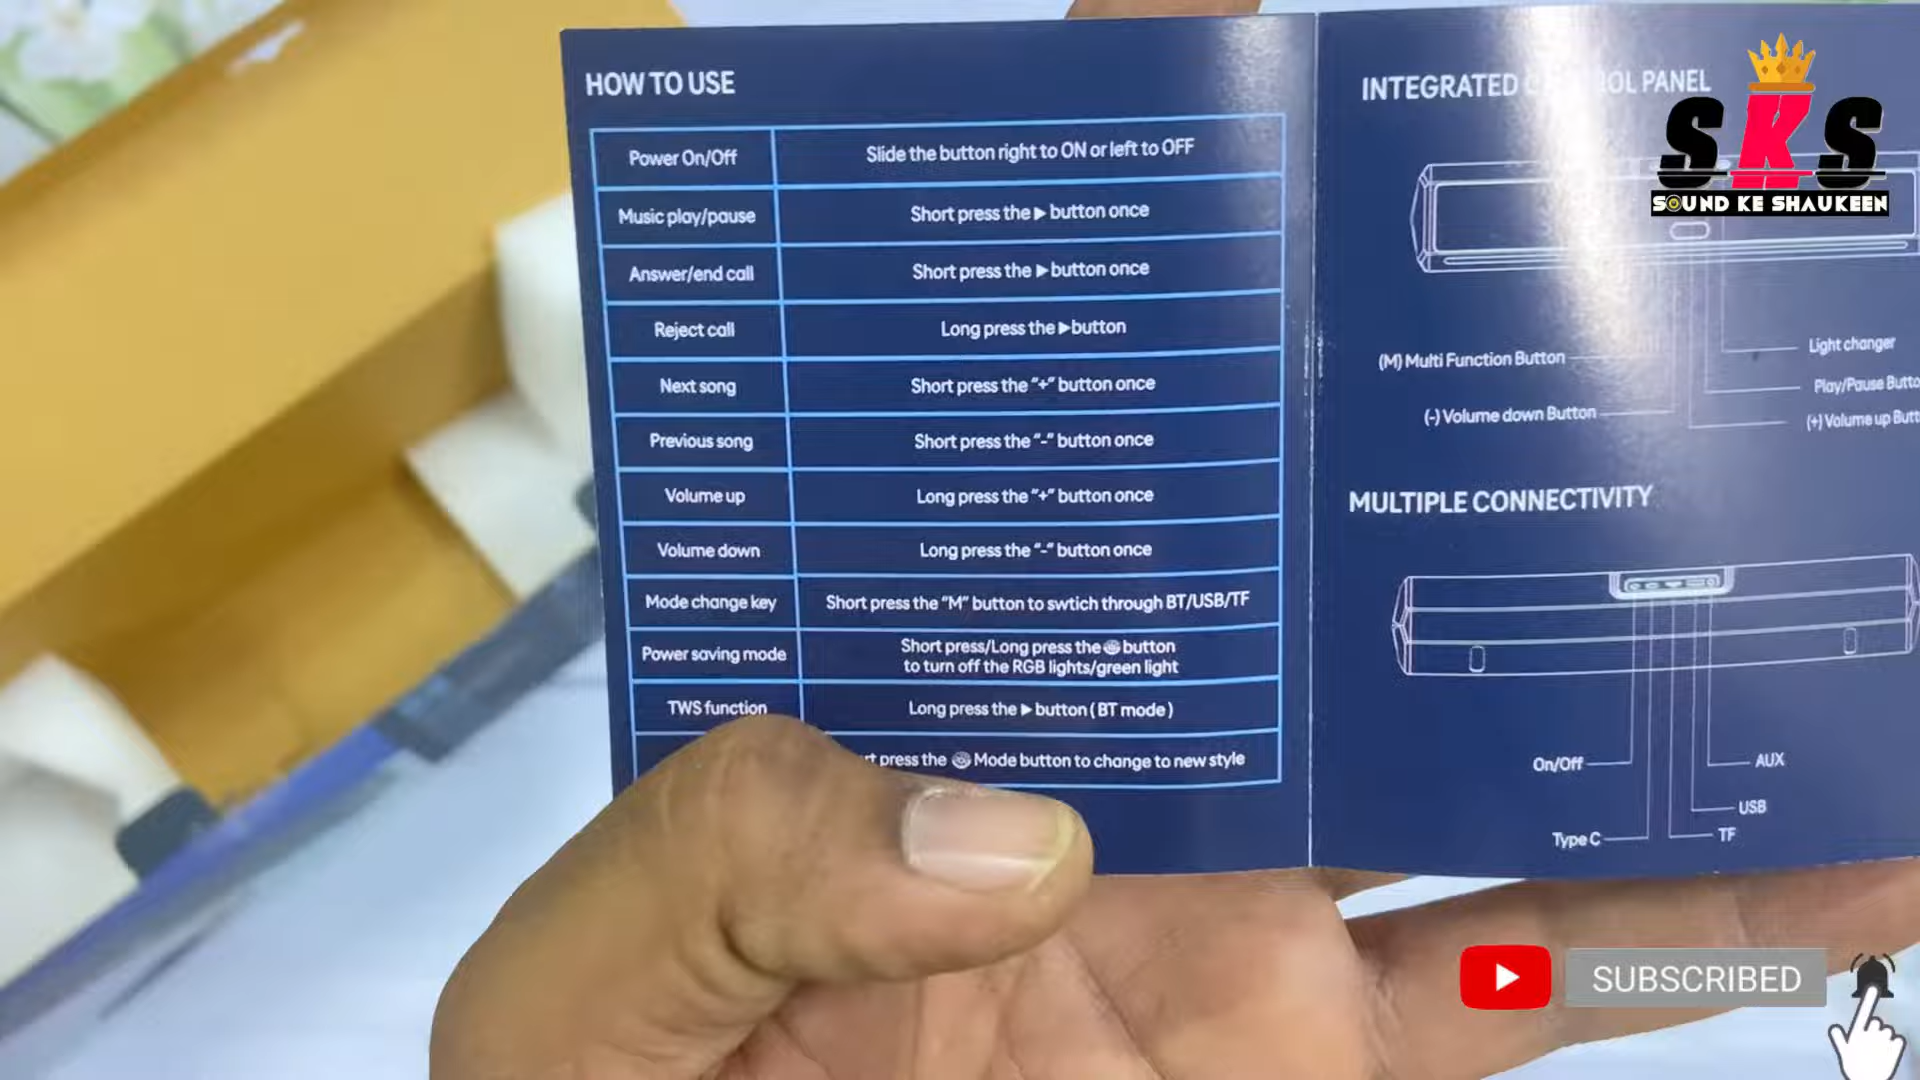 HOW TO USE
Power On/Off
Slide the button right to ON or left to OFF
Music play/pause
Short press the ▶ button once
Answer/end call
Short press the ▶ button once
Reject call
Long press the ▶ button
Next song
Short press the "+" button once
Previous song
Short press the "-" button once
Volume up
Long press the "+" button once
Volume down
Long press the "-" button once
Mode change key
Short press the "M" button to swtich through BT/USB/TF
Power saving mode
Short press/Long press the button
to turn off the RGB lights/green light
TWS function
Long press the ▶ button ( BT mode )
press the Mode button to change to new style
INTEGRATED PANEL
(M) Multi Function Button
(-) Volume down Button
Light changer
Play/Pause
(+) Volume up
MULTIPLE CONNECTIVITY
On/Off
Type C
AUX
USB
TF
SKS
SOUND KE SHAUKEEN
SUBSCRIBED